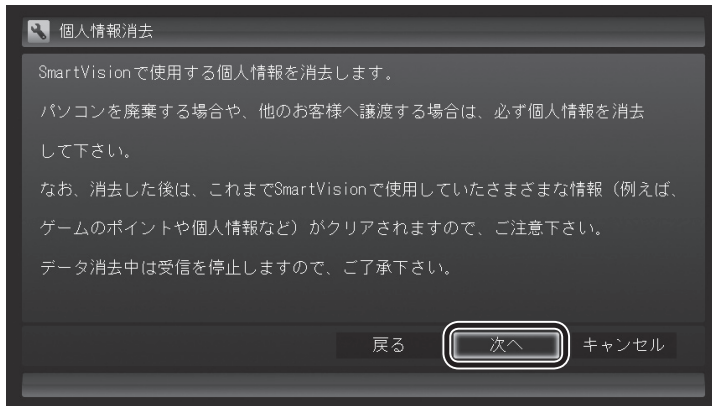 個人情報消去
SmartVisionで使用する個人情報を消去します。
パソコンを廃棄する場合や、他のお客様へ譲渡する場合は、必ず個人情報を消去
して下さい。
なお、消去した後は、これまでSmartVisionで使用していたさまざまな情報（例えば、
ゲームのポイントや個人情報など）がクリアされますので、ご注意下さい。
データ消去中は受信を停止しますので、ご了承下さい。
戻る 次へ キャンセル